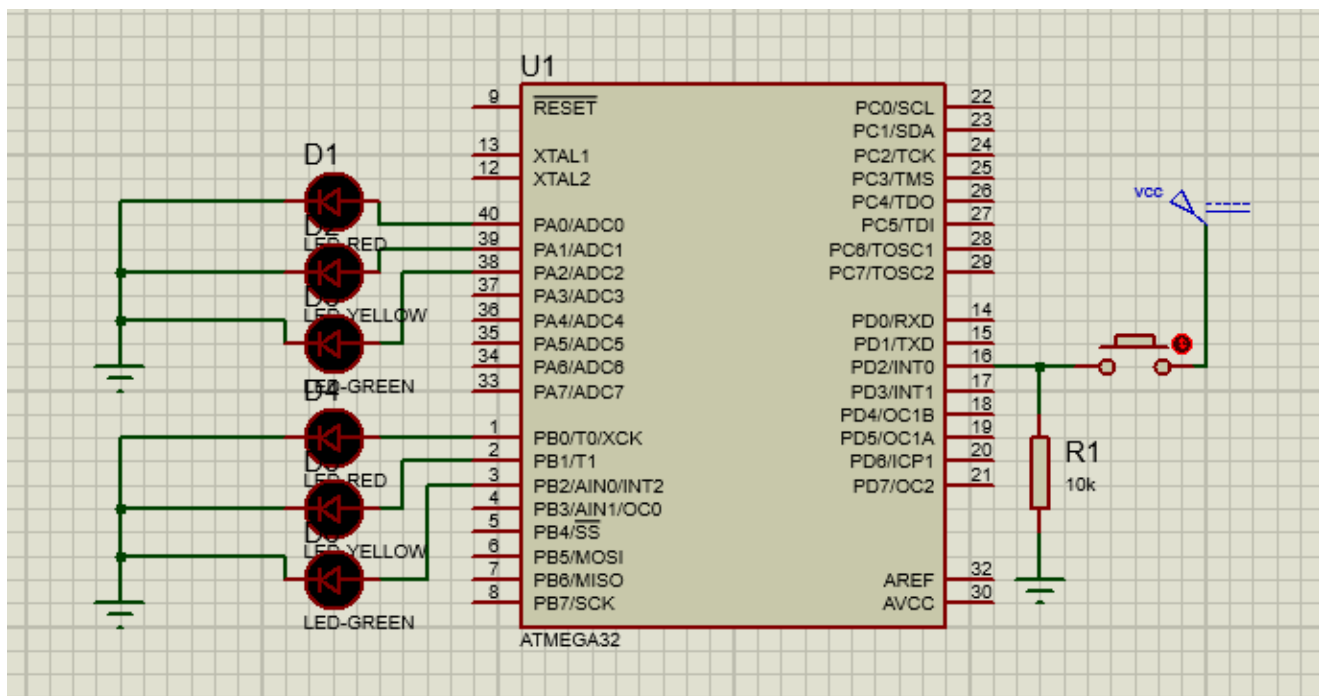 U1
9 RESET PC0/SCL 22
PC1/SDA 23
13 XTAL1 PC2/TCK 24
12 XTAL2 PC3/TMS 25
D1
PC4/TDO 26
40 PA0/ADC0 PC5/TDI 27
D2
LED-RED
39 PA1/ADC1 PC6/TOSC1 28
38 PA2/ADC2 PC7/TOSC2 29
VCC
37 PA3/ADC3
LED-YELLOW
36 PA4/ADC4 PD0/RXD 14
35 PA5/ADC5 PD1/TXD 15
34 PA6/ADC6 PD2/INT0 16
LED-GREEN
33 PA7/ADC7 PD3/INT1 17
D4
PD4/OC1B 18
1 PB0/T0/XCK PD5/OC1A 19
2 PB1/T1 PD6/ICP1 20
LED-RED
3 PB2/AIN0/INT2 PD7/OC2 21
R1
10k
4 PB3/AIN1/OC0
5 PB4/SS
LED-YELLOW
6 PB5/MOSI
7 PB6/MISO AREF 32
8 PB7/SCK AVCC 30
LED-GREEN
ATMEGA32